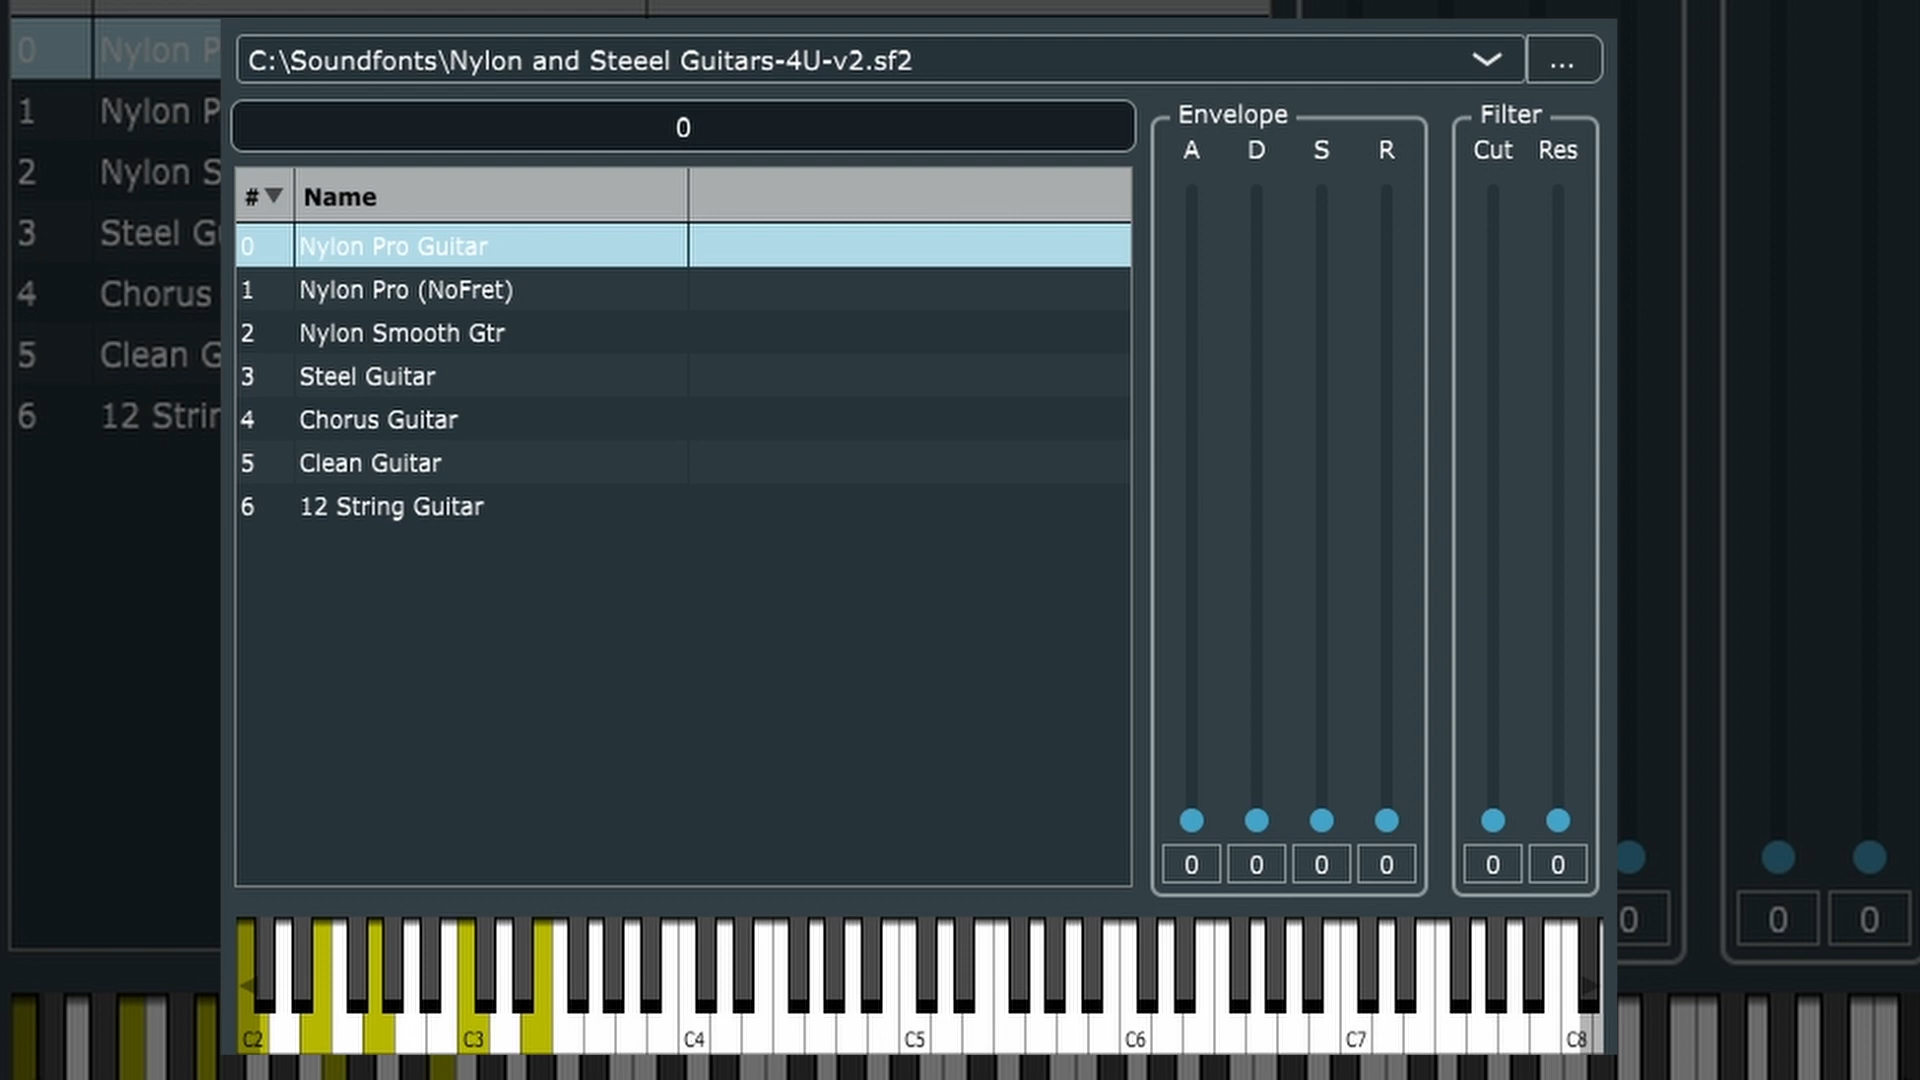 C:\Soundfonts\Nylon and Steeel Guitars-4U-v2.sf2 ...
0
Envelope Filter
A D S R Cut Res
# Name
0 Nylon Pro Guitar
1 Nylon Pro (NoFret)
2 Nylon Smooth Gtr
3 Steel Guitar
4 Chorus Guitar
5 Clean Guitar
6 12 String Guitar
0 0 0 0 0 0
C2 C3 C4 C5 C6 C7 C8
0 Nylon P
1 Nylon P
2 Nylon S
3 Steel G
4 Chorus
5 Clean G
6 12 Strin
0 0 0